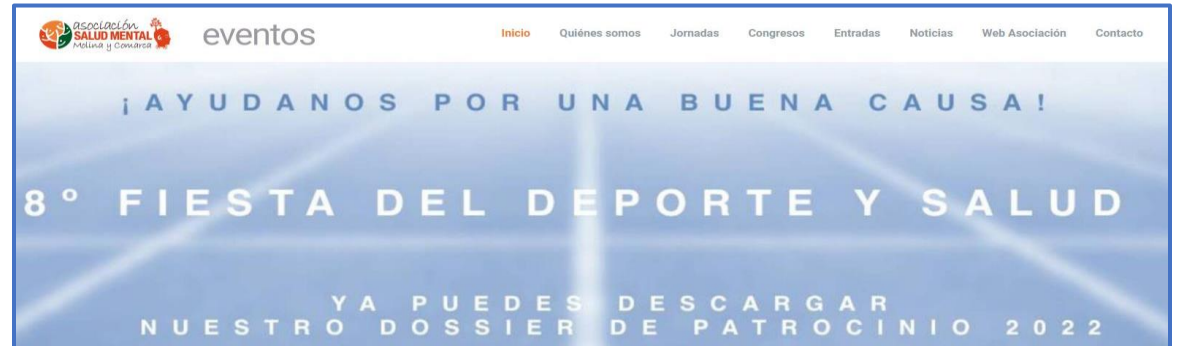 asociación
SALUD MENTAL
Molina y Comarca
eventos
Inicio Quiénes somos Jornadas Congresos Entradas Noticias Web Asociación Contacto
¡AYUDANOS POR UNA BUENA CAUSA!
8º FIESTA DEL DEPORTE Y SALUD
YA PUEDES DESCARGAR
NUESTRO DOSSIER DE PATROCINIO 2022